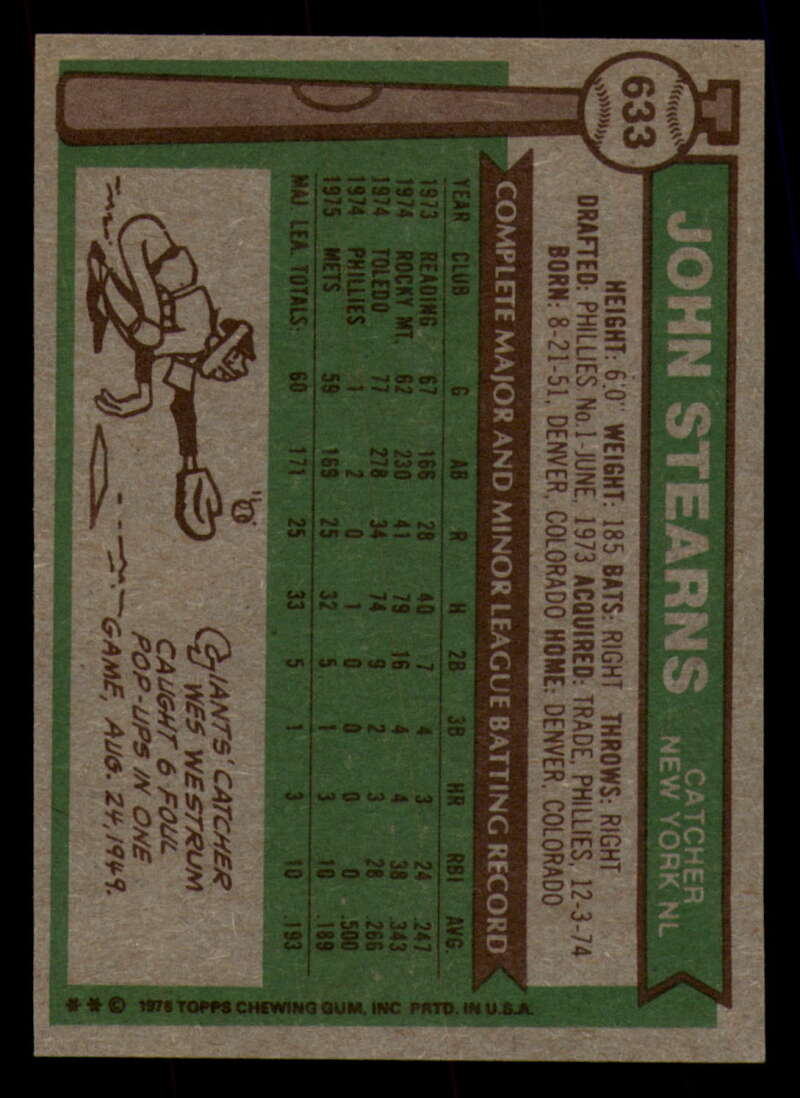 633
JOHN STEARNS
CATCHER
NEW YORK NL
HEIGHT: 6'0" WEIGHT: 185 BATS: RIGHT THROWS: RIGHT
DRAFTED: PHILLIES No.1-JUNE, 1973 ACQUIRED: TRADE, PHILLIES, 12-3-74
BORN: 8-21-51, DENVER, COLORADO HOME: DENVER, COLORADO
COMPLETE MAJOR AND MINOR LEAGUE BATTING RECORD
YEAR CLUB G AB R H 2B 3B HR RBI AVG.
1973 READING 67 166 28 40 7 4 3 24 .247
1974 ROCKY MT. 62 230 41 79 16 4 4 38 .343
1974 TOLEDO 77 278 34 74 9 2 3 28 .266
1974 PHILLIES 1 2 0 1 0 0 0 0 .500
1975 METS 59 169 25 32 5 1 3 10 .189
MAJ. LEA. TOTALS: 60 171 25 33 5 1 3 10 .193
GIANTS' CATCHER
WES WESTRUM
CAUGHT 6 FOUL
POP-UPS IN ONE
GAME, AUG. 24, 1949.
** © 1976 TOPPS CHEWING GUM, INC PRTD. IN U.S.A.